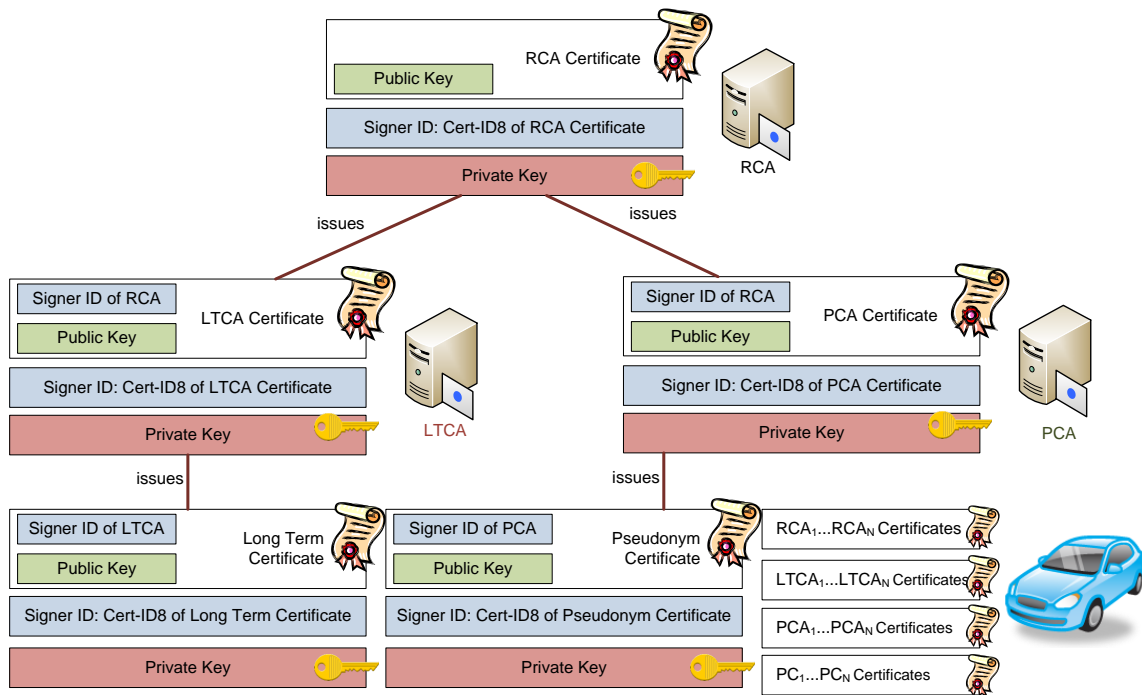 RCA Certificate
Public Key
Signer ID: Cert-ID8 of RCA Certificate
RCA
Private Key
issues
issues
Signer ID of RCA
LTCA Certificate
Public Key
Signer ID: Cert-ID8 of LTCA Certificate
Private Key
LTCA
Signer ID of RCA
PCA Certificate
Public Key
Signer ID: Cert-ID8 of PCA Certificate
Private Key
PCA
issues
issues
Signer ID of LTCA
Long Term
Certificate
Public Key
Signer ID: Cert-ID8 of Long Term Certificate
Private Key
Signer ID of PCA
Pseudonym
Certificate
Public Key
Signer ID: Cert-ID8 of Pseudonym Certificate
Private Key
RCA₁...RCA_N Certificates
LTCA₁...LTCA_N Certificates
PCA₁...PCA_N Certificates
PC₁...PC_N Certificates